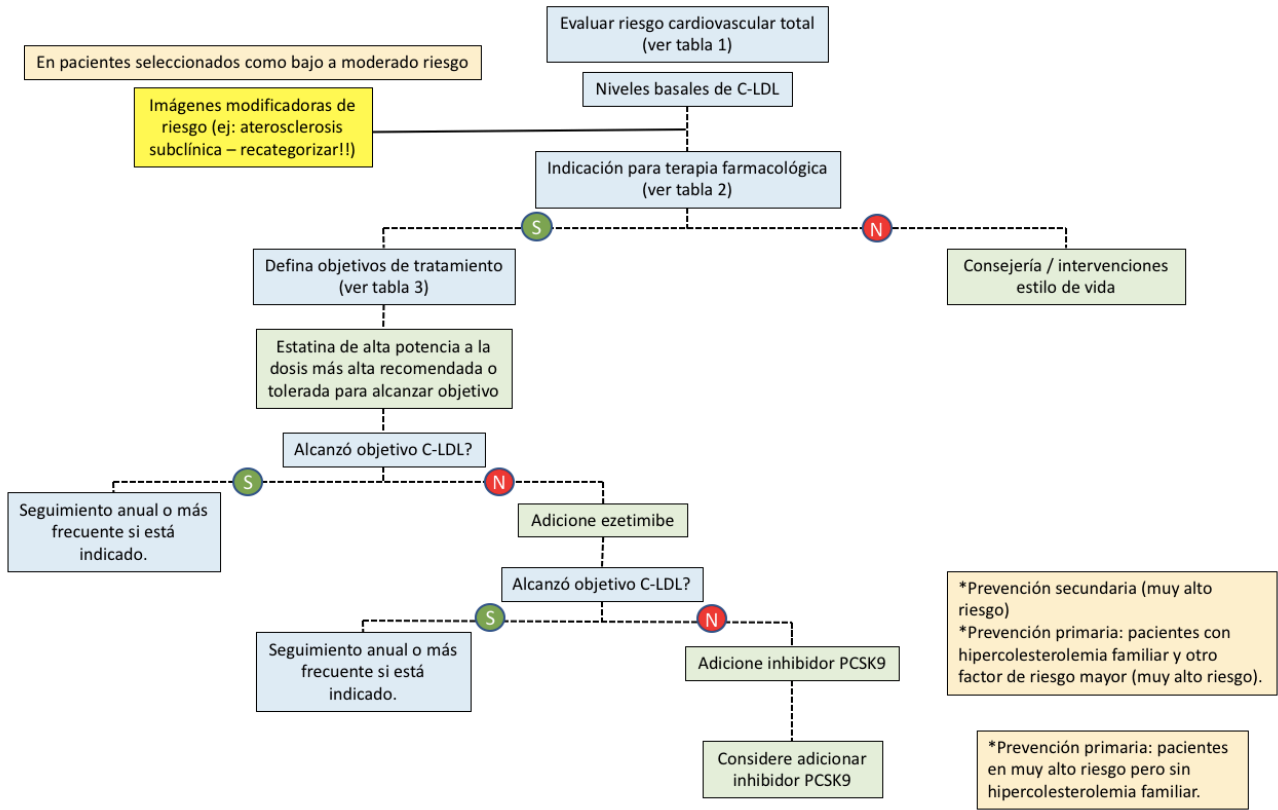 Evaluar riesgo cardiovascular total
(ver tabla 1)
En pacientes seleccionados como bajo a moderado riesgo
Niveles basales de C-LDL
Imágenes modificadoras de
riesgo (ej: aterosclerosis
subclínica – recategorizar!!)
Indicación para terapia farmacológica
(ver tabla 2)
S
N
Defina objetivos de tratamiento
(ver tabla 3)
Consejería / intervenciones
estilo de vida
Estatina de alta potencia a la
dosis más alta recomendada o
tolerada para alcanzar objetivo
Alcanzó objetivo C-LDL?
S
N
Seguimiento anual o más
frecuente si está
indicado.
Adicione ezetimibe
Alcanzó objetivo C-LDL?
S
N
Seguimiento anual o más
frecuente si está
indicado.
Adicione inhibidor PCSK9
*Prevención secundaria (muy alto
riesgo)
*Prevención primaria: pacientes con
hipercolesterolemia familiar y otro
factor de riesgo mayor (muy alto riesgo).
Considere adicionar
inhibidor PCSK9
*Prevención primaria: pacientes
en muy alto riesgo pero sin
hipercolesterolemia familiar.